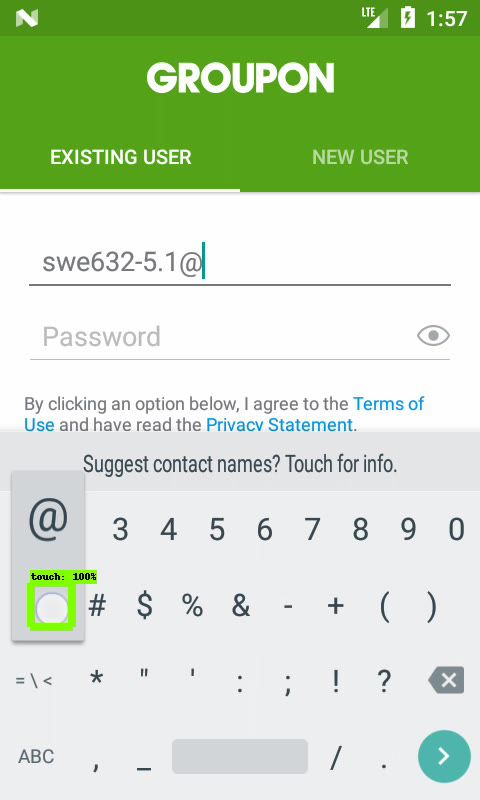 LTE 1:57
GROUPON
EXISTING USER NEW USER
swe632-5.1@
Password
By clicking an option below, I agree to the Terms of
Use and have read the Privacy Statement.
Suggest contact names? Touch for info.
@ 3 4 5 6 7 8 9 0
touch: 100%
# $ % & - + ( )
= \ < * " ' : ; ! ?
ABC , _ / .